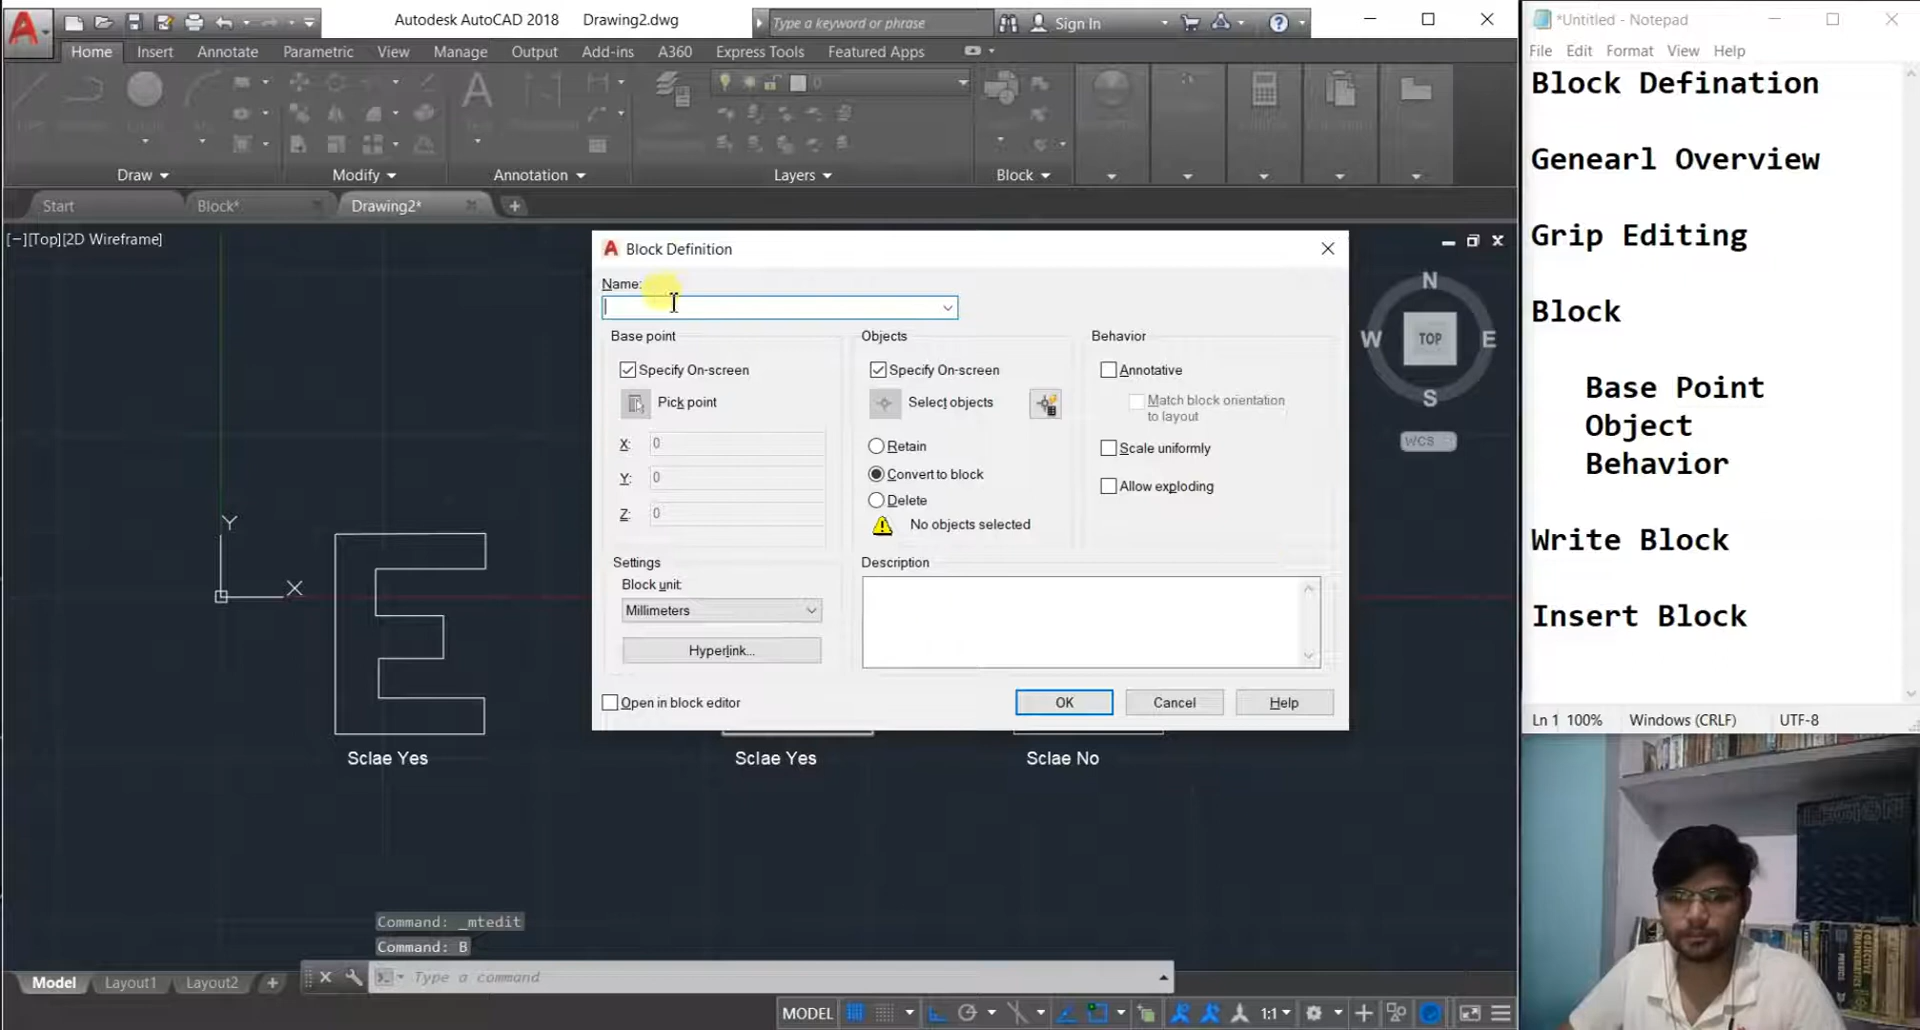 Autodesk AutoCAD 2018 Drawing2.dwg
Type a keyword or phrase
Sign In
Home Insert Annotate Parametric View Manage Output Add-ins A360 Express Tools Featured Apps
A
0
Draw Modify Annotation Layers Block
Start Block* Drawing2*
[−][Top][2D Wireframe]
N
W TOP E
S
WCS
Y
X
Sclae Yes
Sclae Yes
Sclae No
Block Definition
Name:
Base point
Specify On-screen
Pick point
X: 0
Y: 0
Z: 0
Settings
Block unit:
Millimeters
Hyperlink...
Open in block editor
Objects
Specify On-screen
Select objects
Retain
Convert to block
Delete
No objects selected
Behavior
Annotative
Match block orientation
to layout
Scale uniformly
Allow exploding
Description
OK Cancel Help
Command: _mtedit
Command: B
Type a command
Model Layout1 Layout2
MODEL 1:1
*Untitled - Notepad
File Edit Format View Help
Block Defination
Genearl Overview
Grip Editing
Block
Base Point
Object
Behavior
Write Block
Insert Block
Ln 1 100% Windows (CRLF) UTF-8